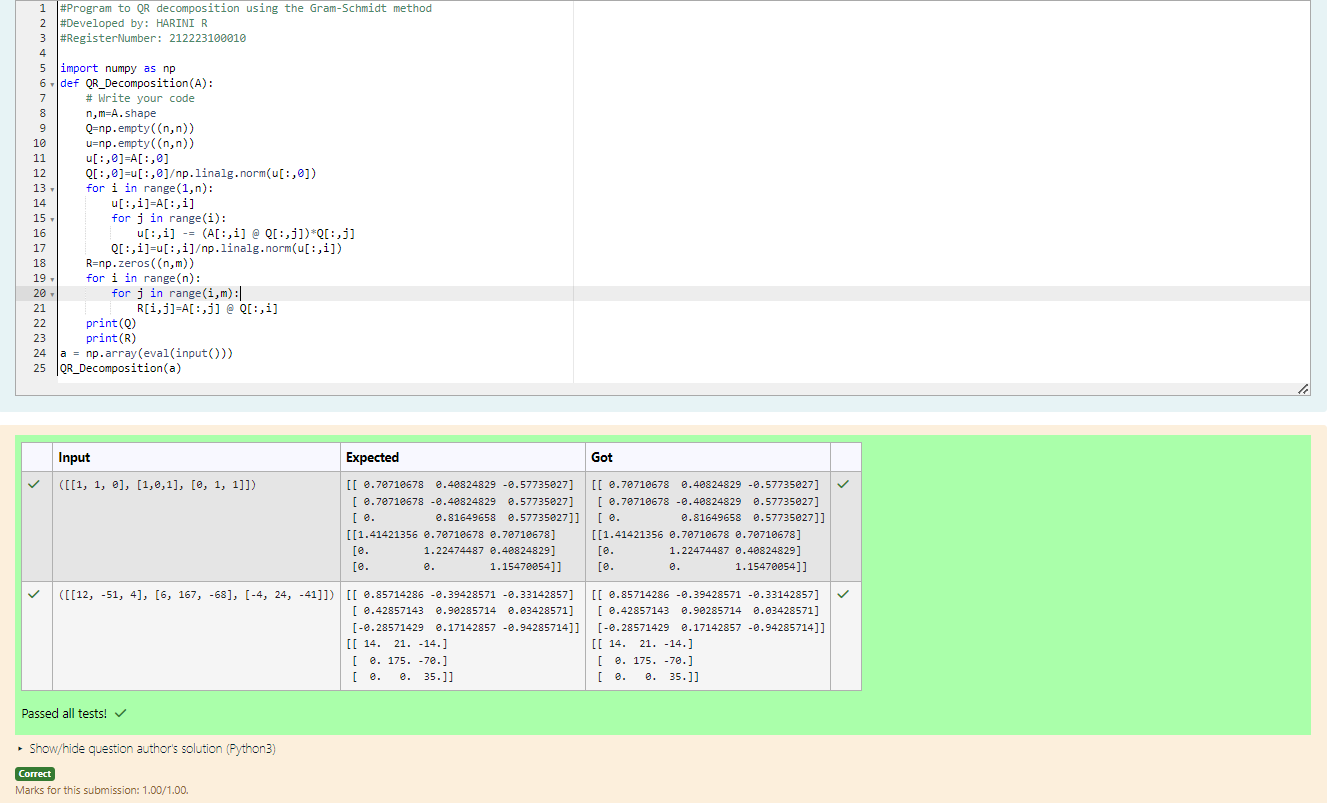 1 #Program to QR decomposition using the Gram-Schmidt method
2 #Developed by: HARINI R
3 #RegisterNumber: 212223100010
4
5 import numpy as np
6 def QR_Decomposition(A):
7     # Write your code
8     n,m=A.shape
9     Q=np.empty((n,n))
10     u=np.empty((n,n))
11     u[:,0]=A[:,0]
12     Q[:,0]=u[:,0]/np.linalg.norm(u[:,0])
13     for i in range(1,n):
14         u[:,i]=A[:,i]
15         for j in range(i):
16             u[:,i] -= (A[:,i] @ Q[:,j])*Q[:,j]
17         Q[:,i]=u[:,i]/np.linalg.norm(u[:,i])
18     R=np.zeros((n,m))
19     for i in range(n):
20         for j in range(i,m):
21             R[i,j]=A[:,j] @ Q[:,i]
22     print(Q)
23     print(R)
24 a = np.array(eval(input()))
25 QR_Decomposition(a)
Input Expected Got
([[1, 1, 0], [1,0,1], [0, 1, 1]]) [[ 0.70710678  0.40824829 -0.57735027] [[ 0.70710678  0.40824829 -0.57735027]
[ 0.70710678 -0.40824829  0.57735027] [ 0.70710678 -0.40824829  0.57735027]
[ 0.          0.81649658  0.57735027]] [ 0.          0.81649658  0.57735027]]
[[1.41421356 0.70710678 0.70710678] [[1.41421356 0.70710678 0.70710678]
[0.         1.22474487 0.40824829] [0.         1.22474487 0.40824829]
[0.         0.         1.15470054]] [0.         0.         1.15470054]]
([[12, -51, 4], [6, 167, -68], [-4, 24, -41]]) [[ 0.85714286 -0.39428571 -0.33142857] [[ 0.85714286 -0.39428571 -0.33142857]
[ 0.42857143  0.90285714  0.03428571] [ 0.42857143  0.90285714  0.03428571]
[-0.28571429  0.17142857 -0.94285714]] [-0.28571429  0.17142857 -0.94285714]]
[[ 14.  21. -14.] [[ 14.  21. -14.]
[  0. 175. -70.] [  0. 175. -70.]
[  0.   0.  35.]] [  0.   0.  35.]]
Passed all tests!
Show/hide question author's solution (Python3)
Correct
Marks for this submission: 1.00/1.00.